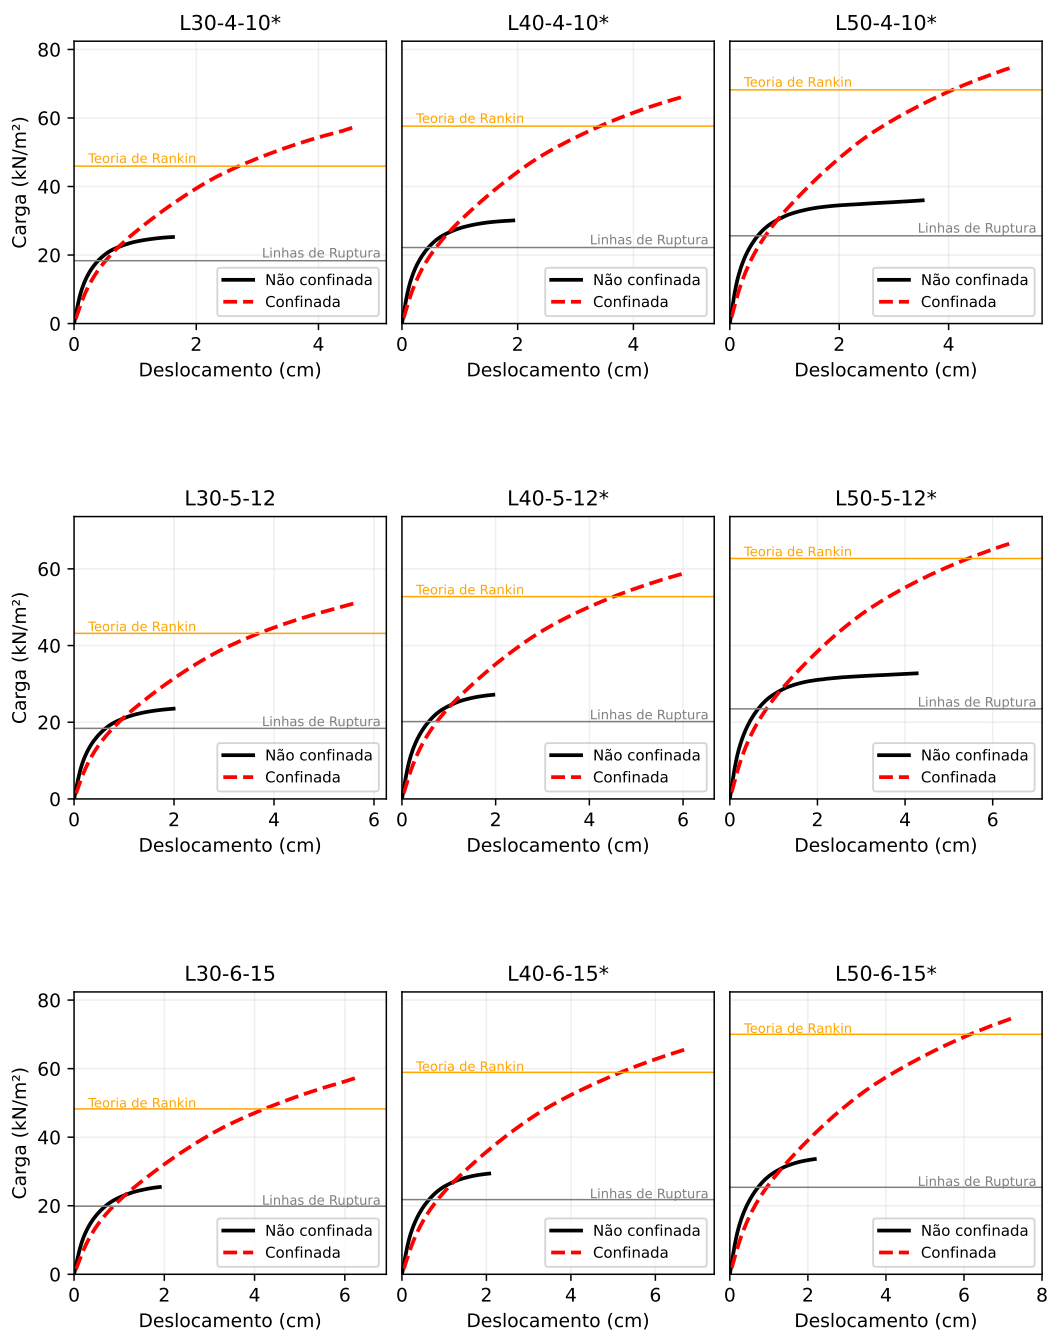 L30-4-10*
L40-4-10*
L50-4-10*
Carga (kN/m²)
80
60
40
20
0
Teoria de Rankin
Linhas de Ruptura
Não confinada
Confinada
0 2 4
Deslocamento (cm)
Teoria de Rankin
Linhas de Ruptura
Não confinada
Confinada
0 2 4
Deslocamento (cm)
Teoria de Rankin
Linhas de Ruptura
Não confinada
Confinada
0 2 4
Deslocamento (cm)
L30-5-12
L40-5-12*
L50-5-12*
Carga (kN/m²)
60
40
20
0
Teoria de Rankin
Linhas de Ruptura
Não confinada
Confinada
0 2 4 6
Deslocamento (cm)
Teoria de Rankin
Linhas de Ruptura
Não confinada
Confinada
0 2 4 6
Deslocamento (cm)
Teoria de Rankin
Linhas de Ruptura
Não confinada
Confinada
0 2 4 6
Deslocamento (cm)
L30-6-15
L40-6-15*
L50-6-15*
Carga (kN/m²)
80
60
40
20
0
Teoria de Rankin
Linhas de Ruptura
Não confinada
Confinada
0 2 4 6
Deslocamento (cm)
Teoria de Rankin
Linhas de Ruptura
Não confinada
Confinada
0 2 4 6
Deslocamento (cm)
Teoria de Rankin
Linhas de Ruptura
Não confinada
Confinada
0 2 4 6 8
Deslocamento (cm)